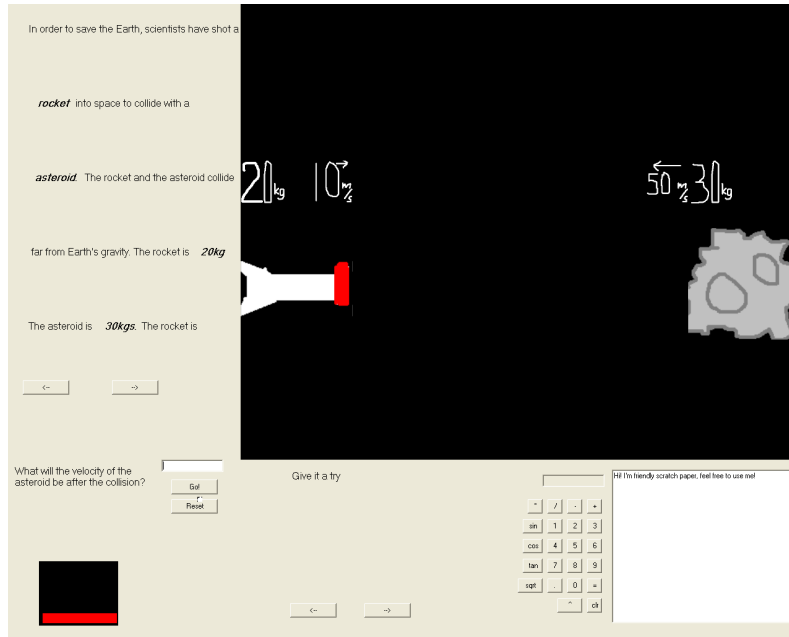 In order to save the Earth, scientists have shot a
rocket into space to collide with a
asteroid. The rocket and the asteroid collide
far from Earth's gravity. The rocket is 20kg
The asteroid is 30kgs. The rocket is
<-- -->
20kg 10 m/s
50 m/s 30kg
What will the velocity of the
asteroid be after the collision?
Go!
Reset
Give it a try
<-- -->
* / - +
sin 1 2 3
cos 4 5 6
tan 7 8 9
sqrt . 0 =
^ clr
Hi! I'm friendly scratch paper, feel free to use me!